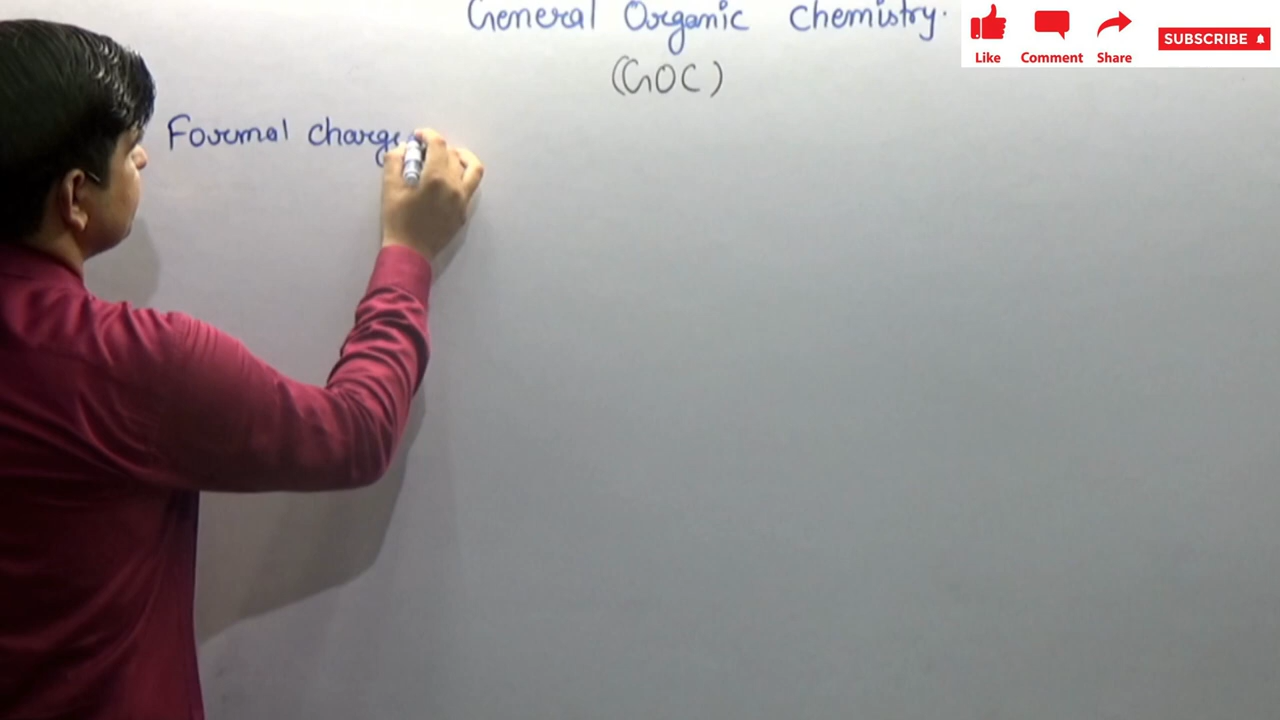 General Organic Chemistry.
(GOC)
Formal charge
Like Comment Share
SUBSCRIBE